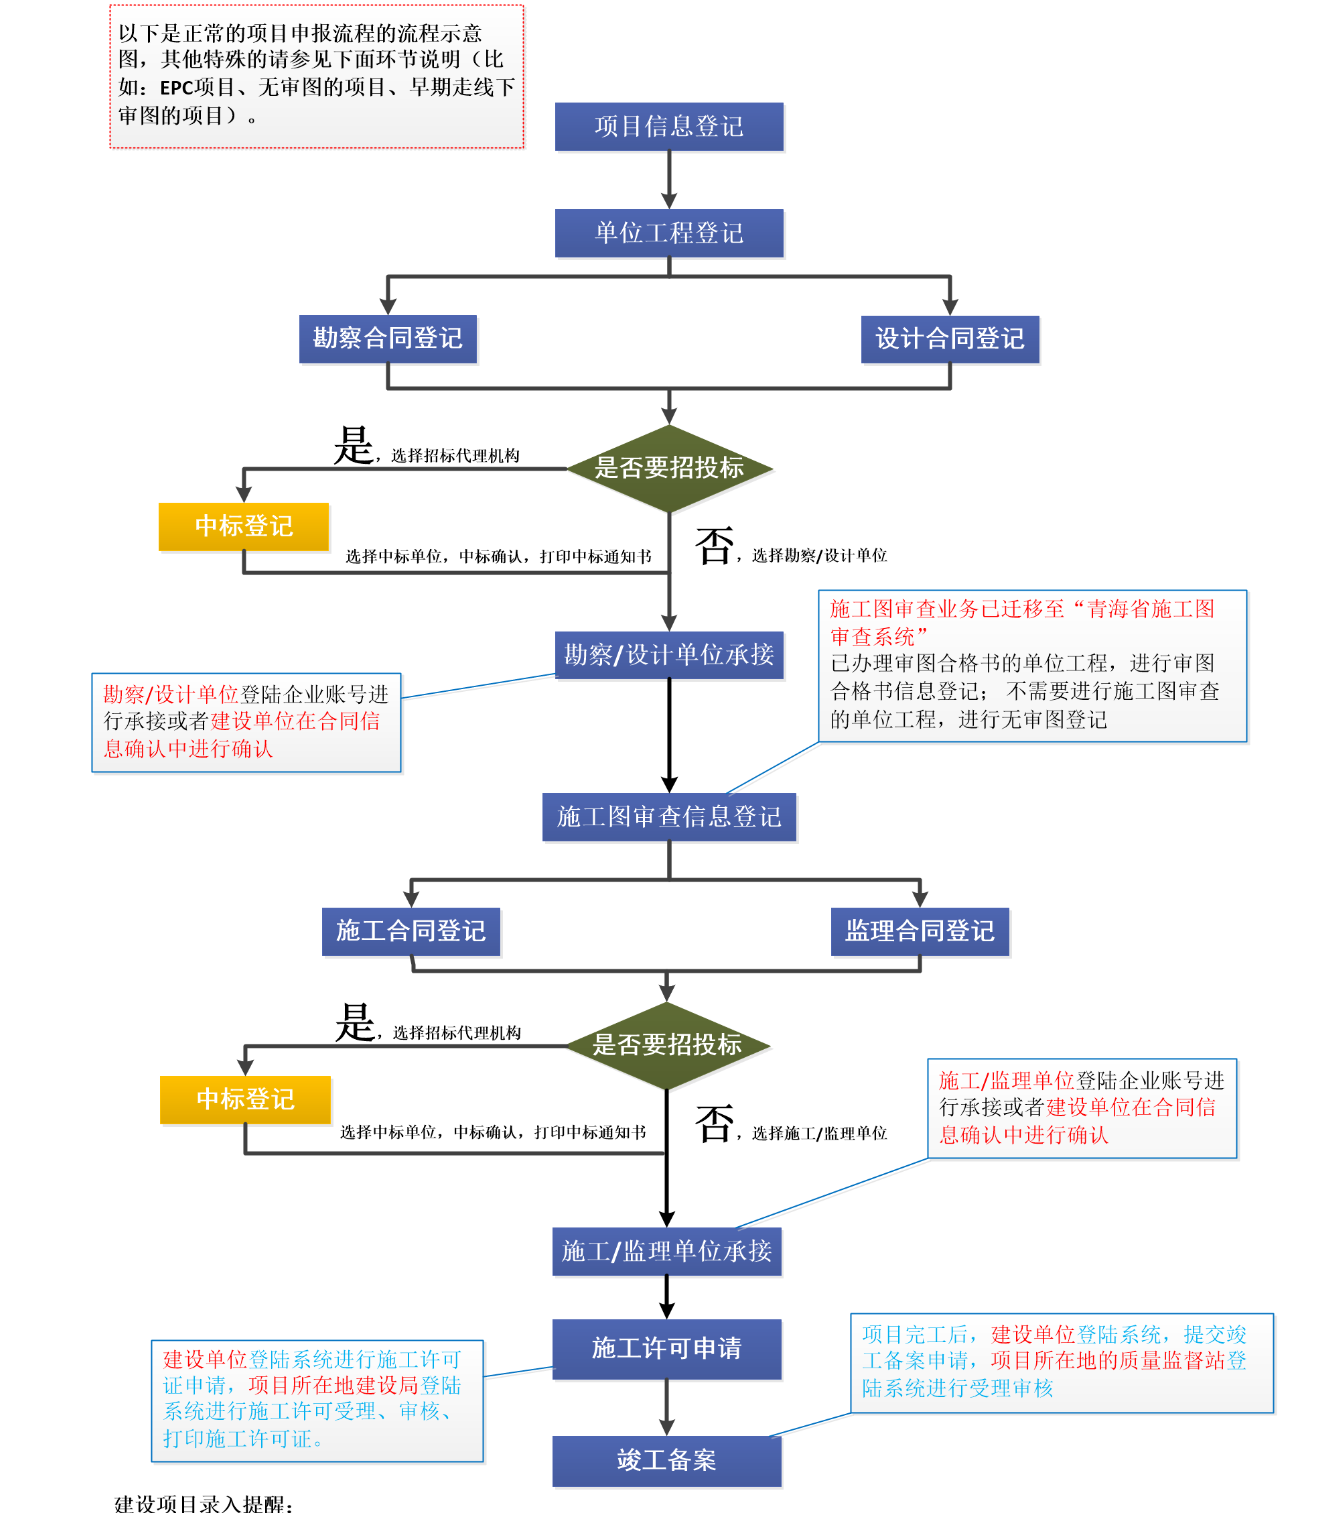 以下是正常的项目申报流程的流程示意
图，其他特殊的请参见下面环节说明（比
如：EPC项目、无审图的项目、早期走线下
审图的项目）。
项目信息登记
单位工程登记
勘察合同登记
设计合同登记
是，选择招标代理机构
是否要招投标
中标登记
选择中标单位，中标确认，打印中标通知书
否，选择勘察/设计单位
施工图审查业务已迁移至“青海省施工图
审查系统”
已办理审图合格书的单位工程，进行审图
合格书信息登记； 不需要进行施工图审查
的单位工程，进行无审图登记
勘察/设计单位承接
勘察/设计单位登陆企业账号进
行承接或者建设单位在合同信
息确认中进行确认
施工图审查信息登记
施工合同登记
监理合同登记
是，选择招标代理机构
是否要招投标
中标登记
选择中标单位，中标确认，打印中标通知书
否，选择施工/监理单位
施工/监理单位登陆企业账号进
行承接或者建设单位在合同信
息确认中进行确认
施工/监理单位承接
施工许可申请
建设单位登陆系统进行施工许可
证申请，项目所在地建设局登陆
系统进行施工许可受理、审核、
打印施工许可证。
项目完工后，建设单位登陆系统，提交竣
工备案申请，项目所在地的质量监督站登
陆系统进行受理审核
竣工备案
建设项目录入提醒：